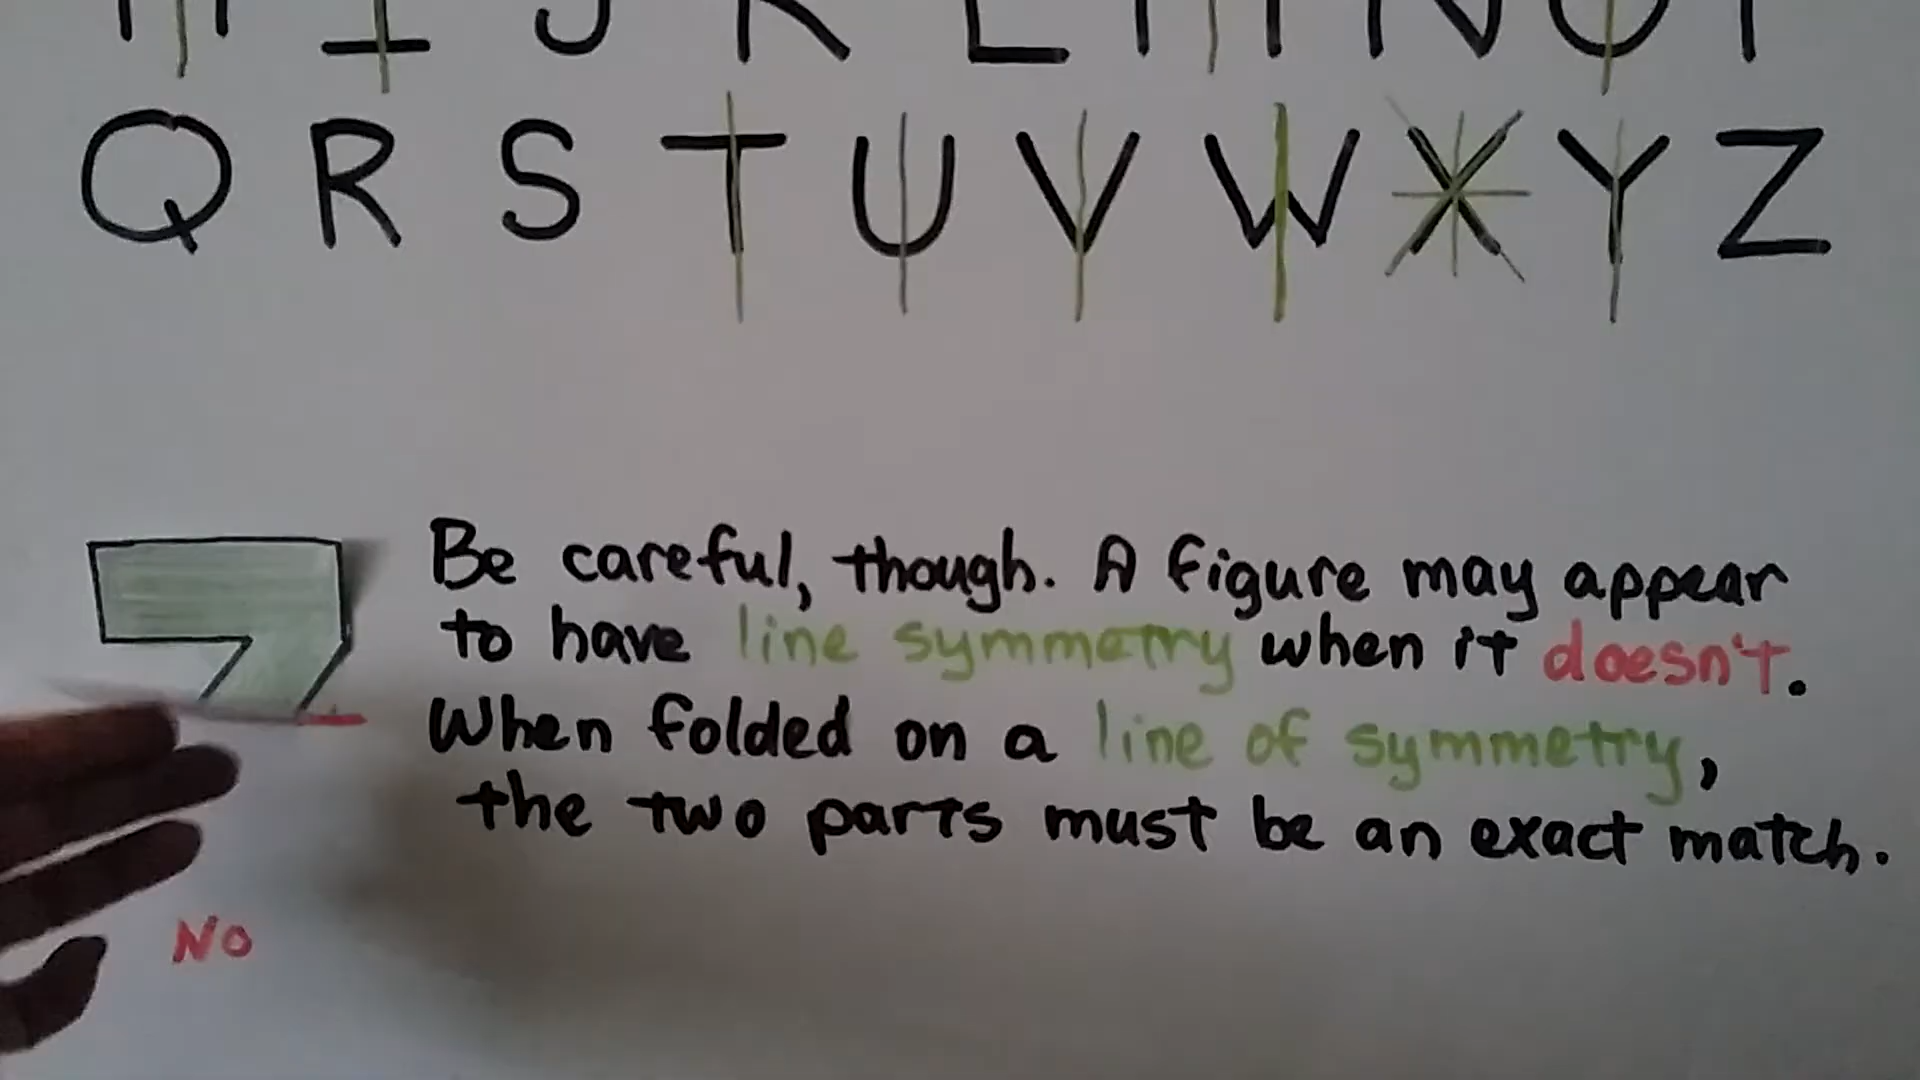 H I J K L M N O P
Q R S T U V W X Y Z
Be careful, though. A figure may appear
to have line symmetry when it doesn't.
When folded on a line of symmetry,
the two parts must be an exact match.
No